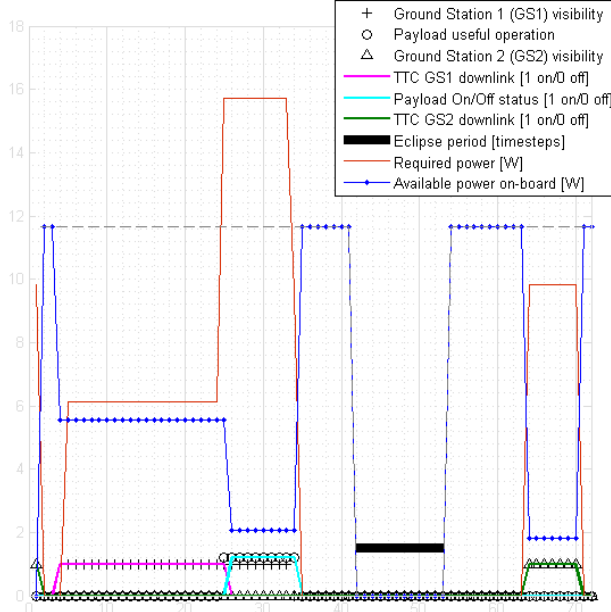 Ground Station 1 (GS1) visibility
Payload useful operation
Ground Station 2 (GS2) visibility
TTC GS1 downlink [1 on/0 off]
Payload On/Off status [1 on/0 off]
TTC GS2 downlink [1 on/0 off]
Eclipse period [timesteps]
Required power [W]
Available power on-board [W]
18
16
14
12
10
8
6
4
2
0
0 10 20 30 40 50 60 70